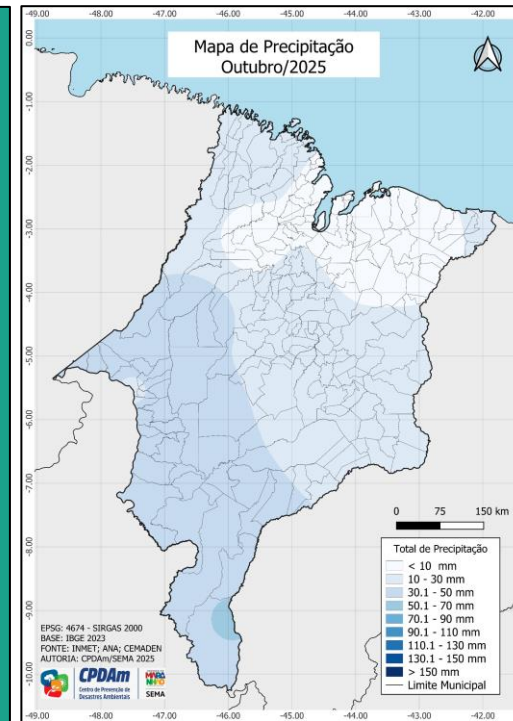 -49.00 -48.00 -47.00 -46.00 -45.00 -44.00 -43.00 -42.00
Mapa de Precipitação
Outubro/2025
0.00
-1.00
-2.00
-3.00
-4.00
-5.00
-6.00
-7.00
-8.00
-9.00
-10.00
0 75 150 km
Total de Precipitação
< 10 mm
10 - 30 mm
30.1 - 50 mm
50.1 - 70 mm
70.1 - 90 mm
90.1 - 110 mm
110.1 - 130 mm
130.1 - 150 mm
> 150 mm
Limite Municipal
EPSG: 4674 - SIRGAS 2000
BASE: IBGE 2023
FONTE: INMET; ANA; CEMADEN
AUTORIA: CPDAm/SEMA 2025
CPDAm
Centro de Prevenção de
Desastres Ambientais
MARA
NHÃO
SEMA
-49.00 -48.00 -47.00 -46.00 -45.00 -44.00 -43.00 -42.00